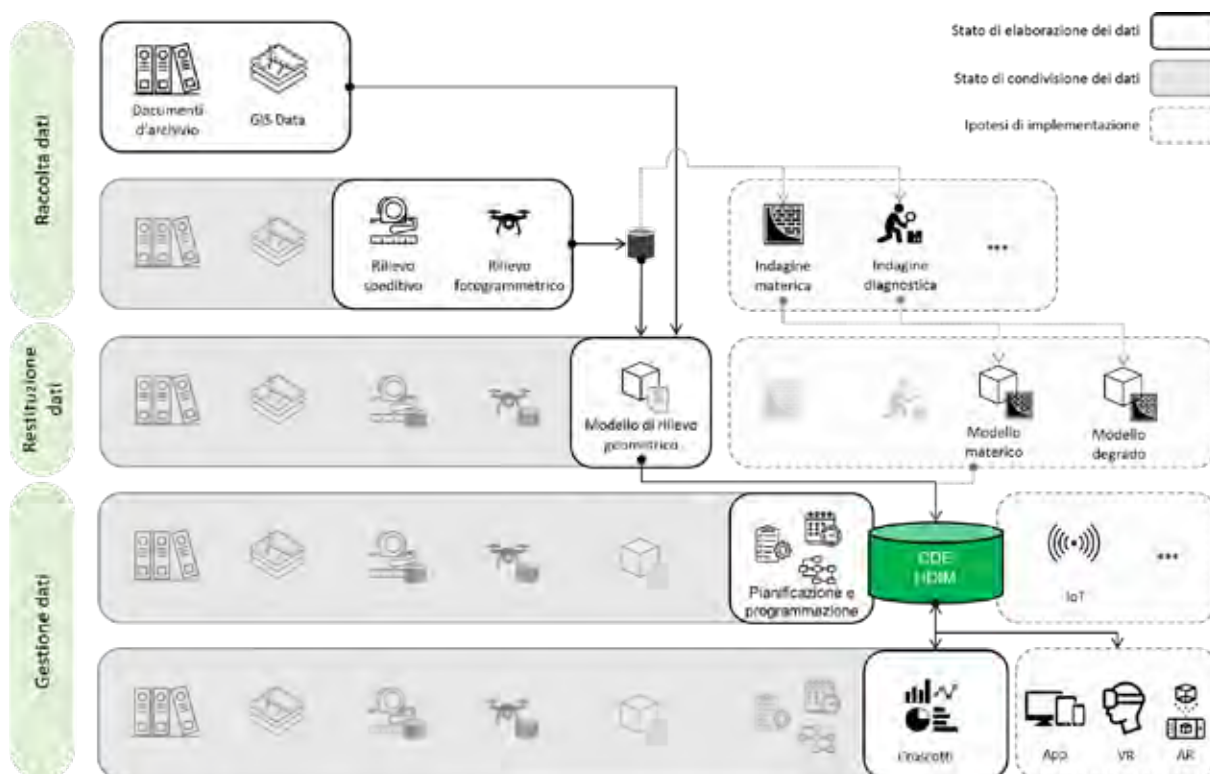 Stato di elaborazione dei dati
Stato di condivisione dei dati
Ipotesi di implementazione
Raccolta dati
Documenti
d'archivio
GIS Data
Rilievo
speditivo
Rilievo
fotogrammetrico
Indagine
materica
Indagine
diagnostica
...
Restituzione
dati
Modello di rilievo
geometrico
Modello
materico
Modello
degrado
Gestione dati
Pianificazione e
programmazione
CDE
HDIM
IoT
...
Cruscotti
App
VR
AR